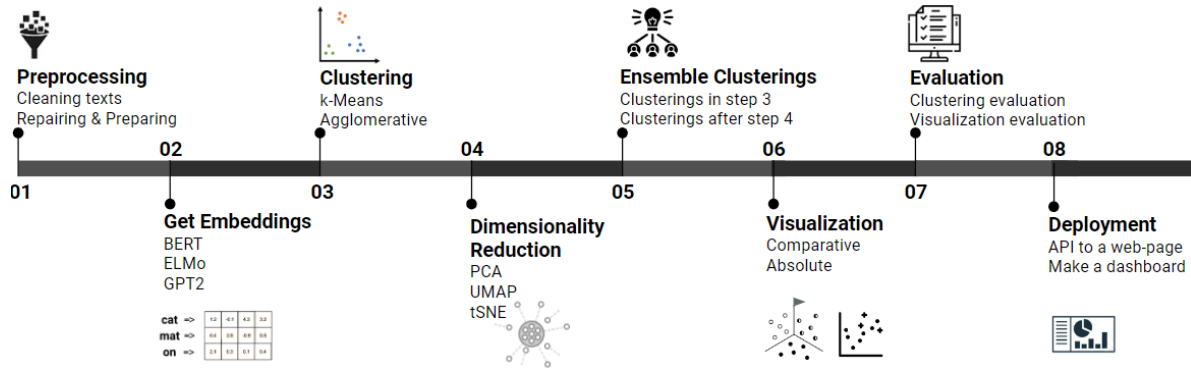 Preprocessing
Cleaning texts
Repairing & Preparing
01
02
Get Embeddings
BERT
ELMo
GPT2
cat =>
mat =>
on =>
Clustering
k-Means
Agglomerative
03
04
Dimensionality
Reduction
PCA
UMAP
tSNE
Ensemble Clusterings
Clusterings in step 3
Clusterings after step 4
05
06
Visualization
Comparative
Absolute
Evaluation
Clustering evaluation
Visualization evaluation
07
08
Deployment
API to a web-page
Make a dashboard